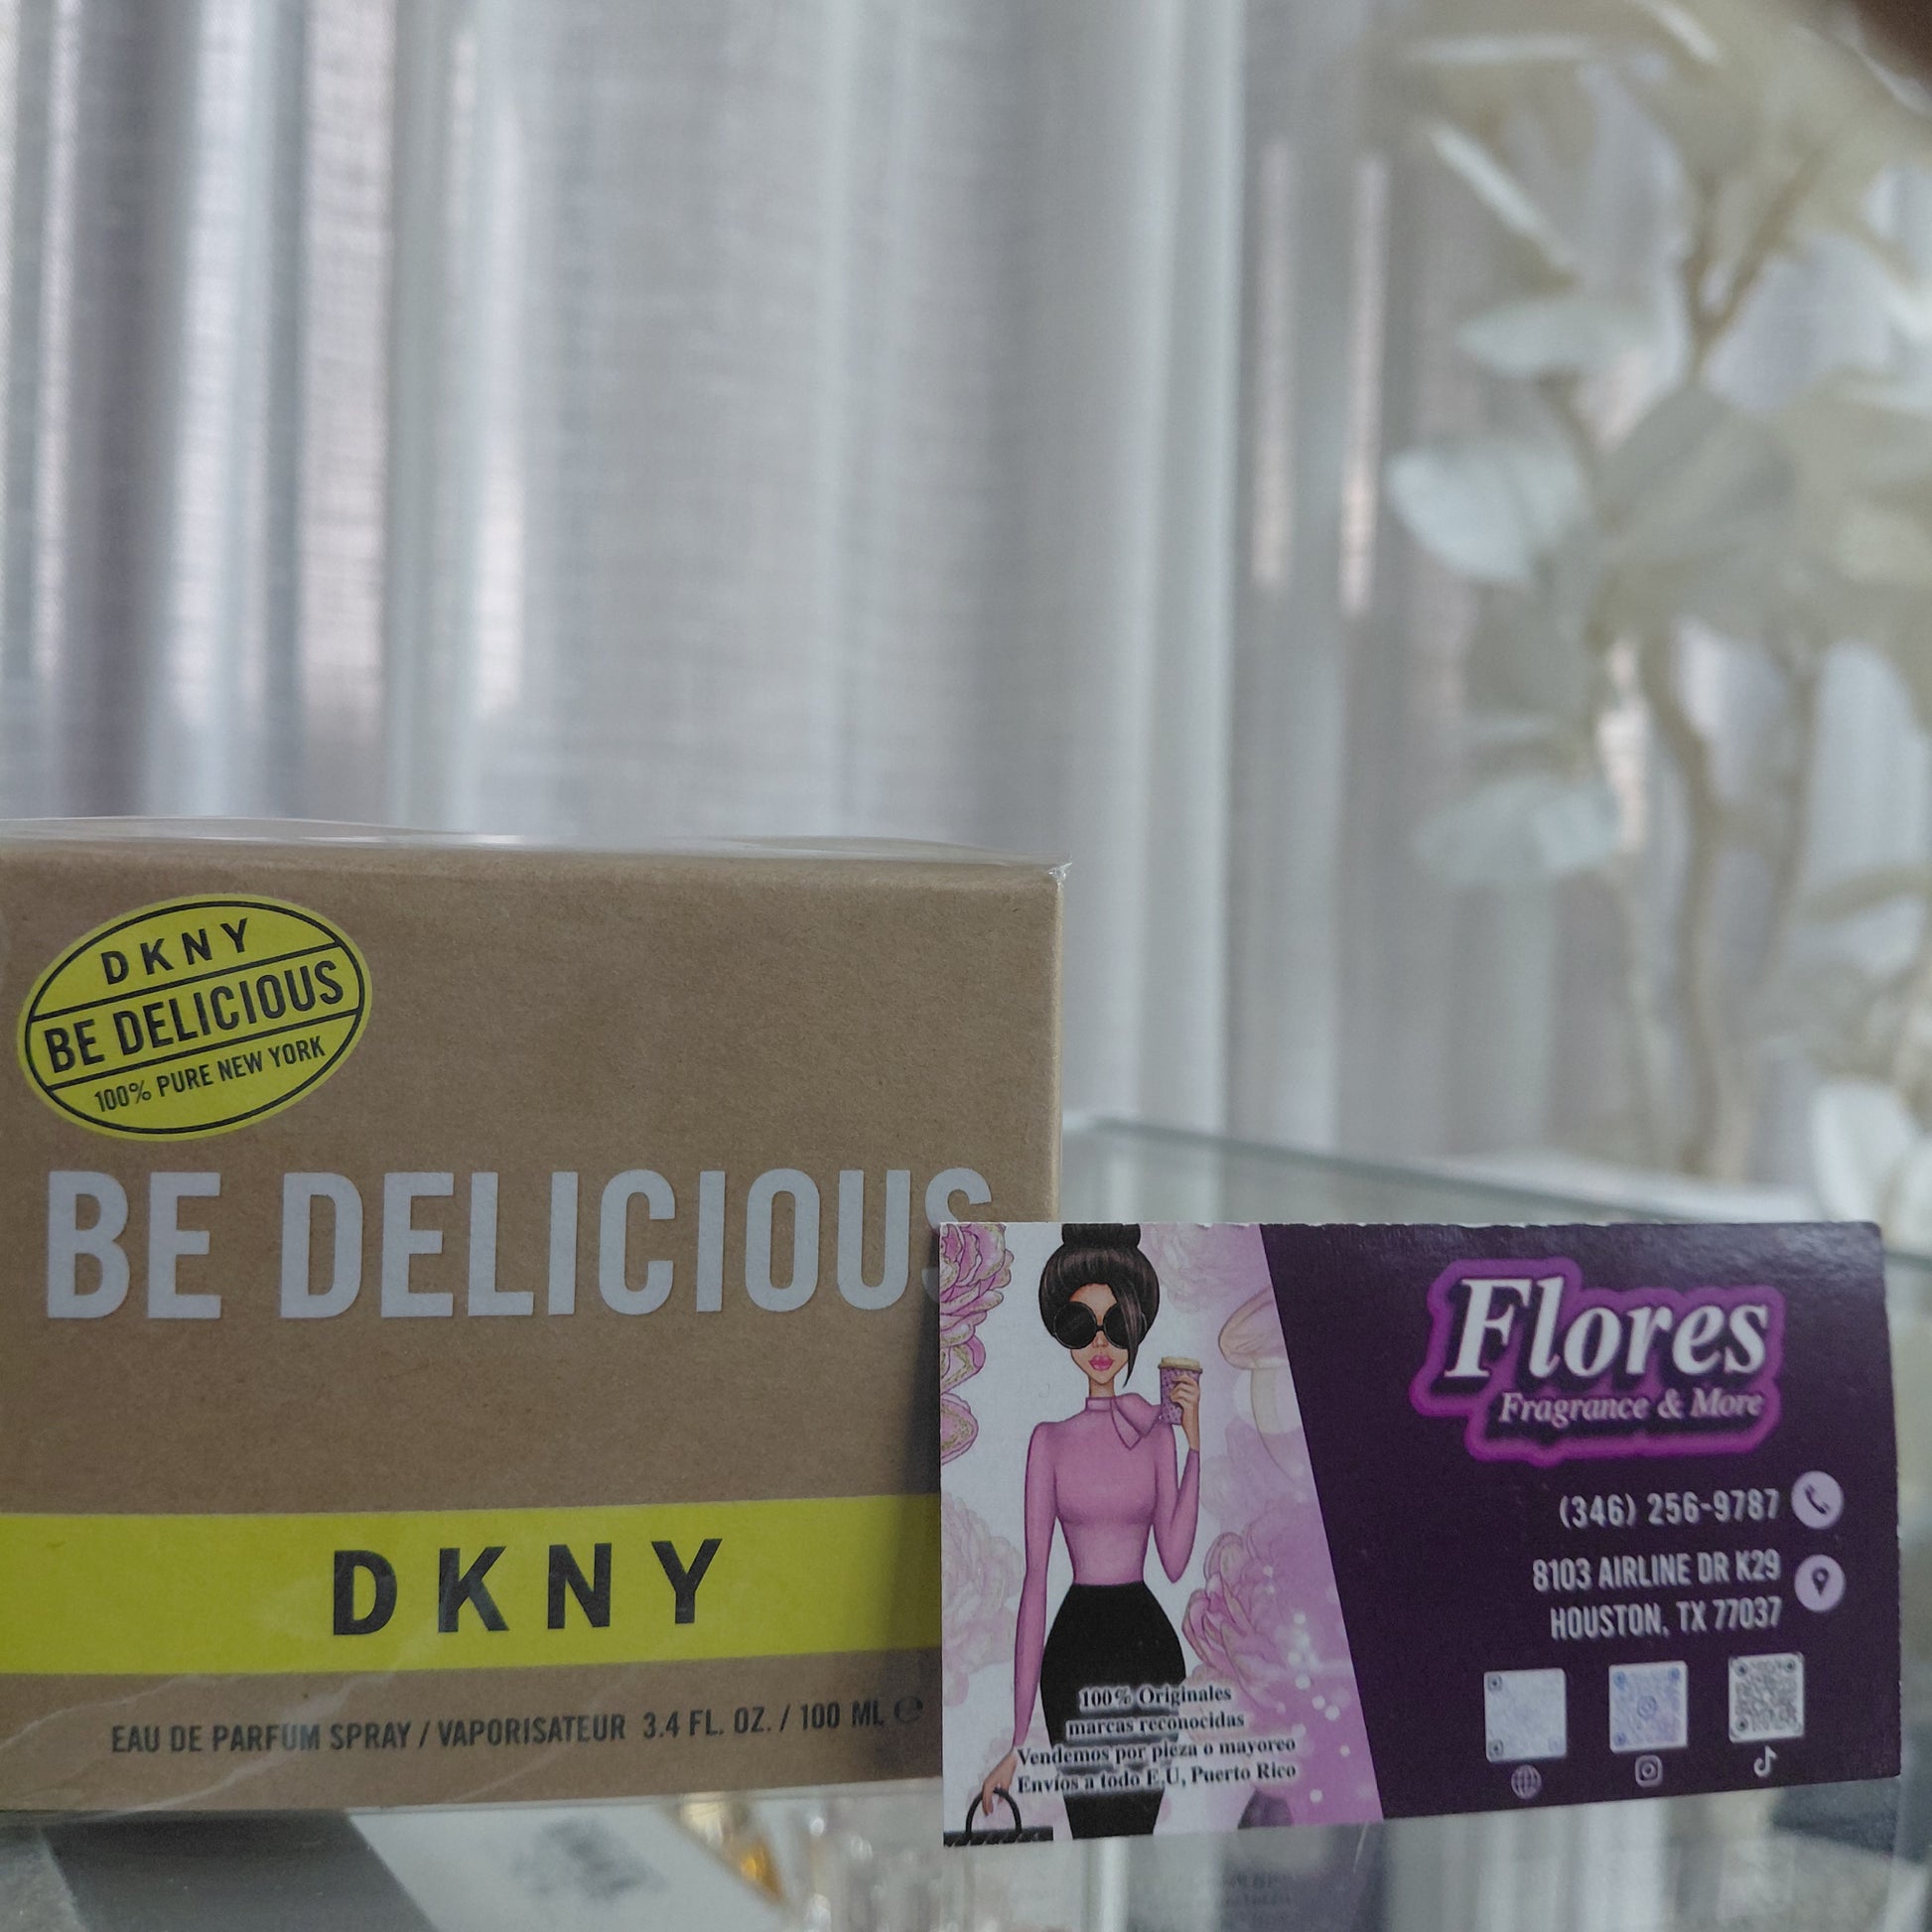 DKNY
BE DELICIOUS
100% PURE NEW YORK
BE DELICIOUS
DKNY
EAU DE PARFUM SPRAY / VAPORISATEUR 3.4 FL. OZ. / 100 ML ℮
Flores
Fragrance & More
(346) 256-9787
8103 AIRLINE DR K29
HOUSTON, TX 77037
100% Originales
marcas reconocidas
Vendemos por pieza o mayoreo
Envíos a todo E.U, Puerto Rico